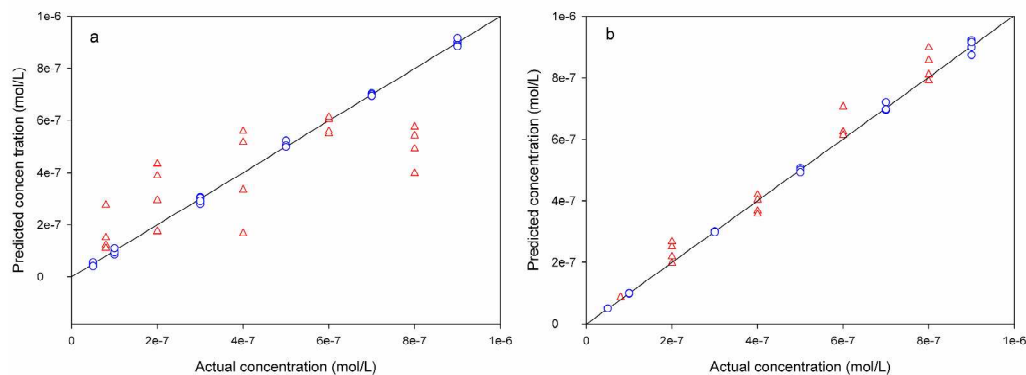 a
1e-6
8e-7
6e-7
4e-7
2e-7
0
Predicted concen tration (mol/L)
0
2e-7
4e-7
6e-7
8e-7
1e-6
Actual concentration (mol/L)
b
1e-6
8e-7
6e-7
4e-7
2e-7
0
Predicted concentration (mol/L)
0
2e-7
4e-7
6e-7
8e-7
1e-6
Actual concentration (mol/L)